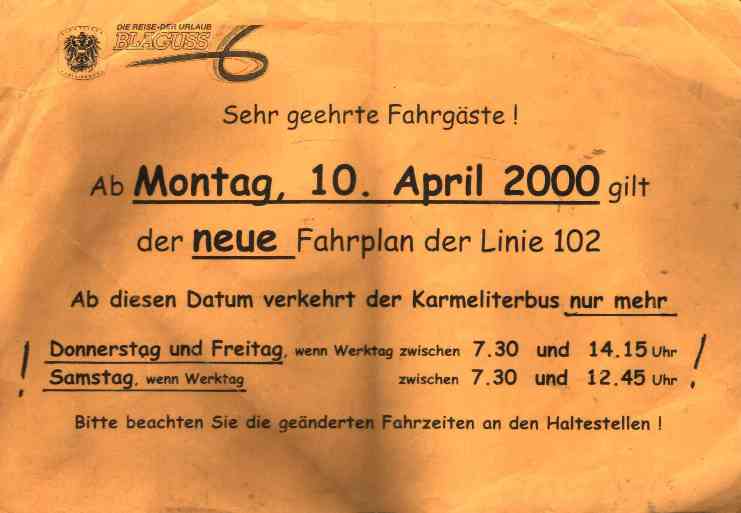 DIE REISE•DER URLAUB
BLAGUSS
Sehr geehrte Fahrgäste !
Ab Montag, 10. April 2000 gilt
der neue Fahrplan der Linie 102
Ab diesen Datum verkehrt der Karmeliterbus nur mehr
! Donnerstag und Freitag, wenn Werktag zwischen 7.30 und 14.15 Uhr !
Samstag, wenn Werktag zwischen 7.30 und 12.45 Uhr
Bitte beachten Sie die geänderten Fahrzeiten an den Haltestellen !